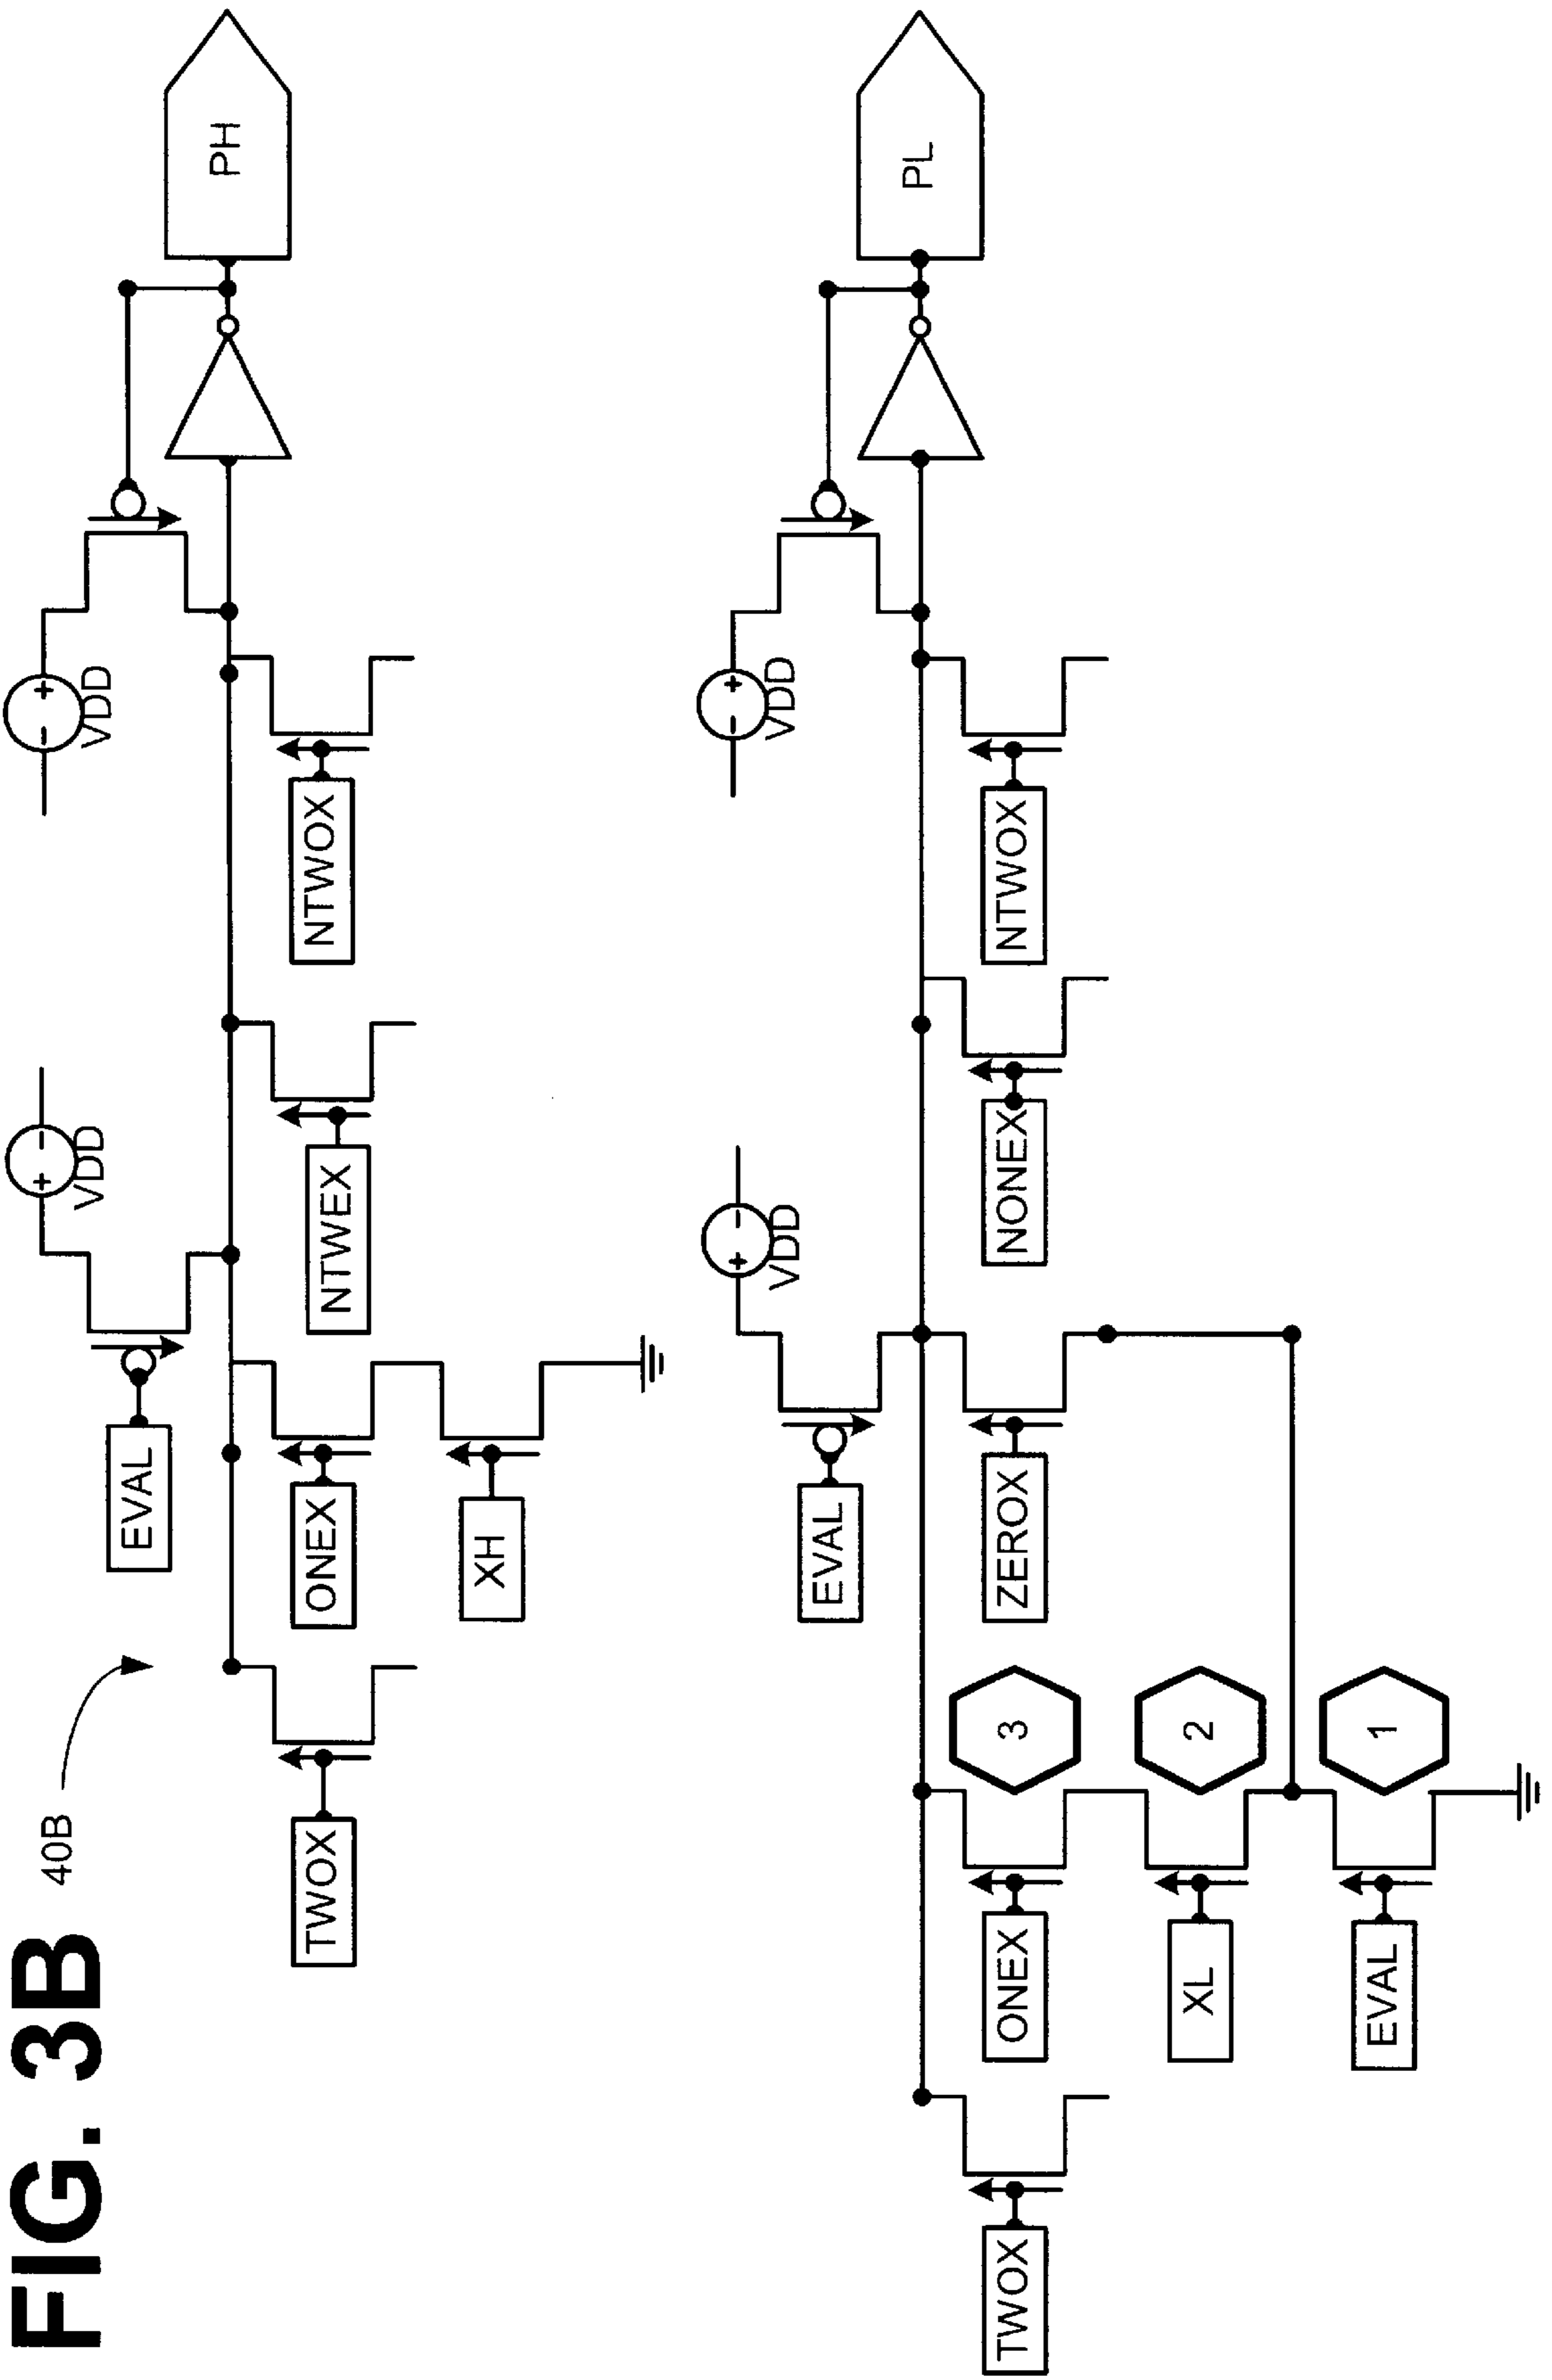 FIG. 3B
40B
PH
VDD
VDD
EVAL
TWOX
ONEX
XH
NTWEX
NTWOX
PL
VDD
VDD
EVAL
TWOX
ONEX
3
ZEROX
NONEX
NTWOX
XL
2
EVAL
1